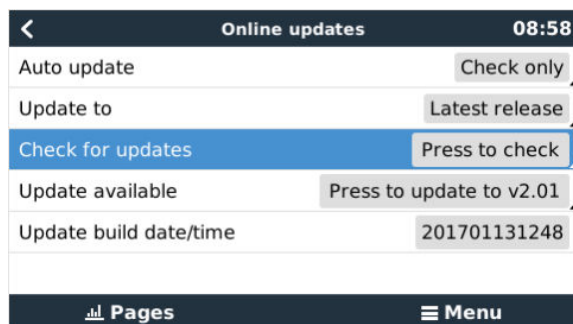 Online updates 08:58
Auto update Check only
Update to Latest release
Check for updates Press to check
Update available Press to update to v2.01
Update build date/time 201701131248
Pages Menu